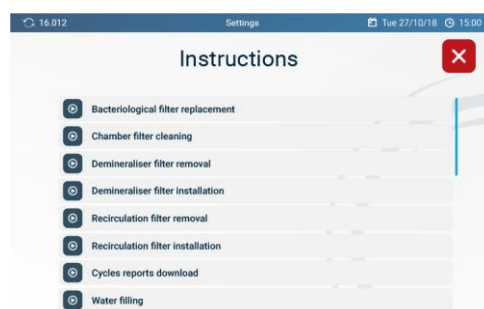 16.012 Settings Tue 27/10/18 15:00
Instructions
Bacteriological filter replacement
Chamber filter cleaning
Demineraliser filter removal
Demineraliser filter installation
Recirculation filter removal
Recirculation filter installation
Cycles reports download
Water filling